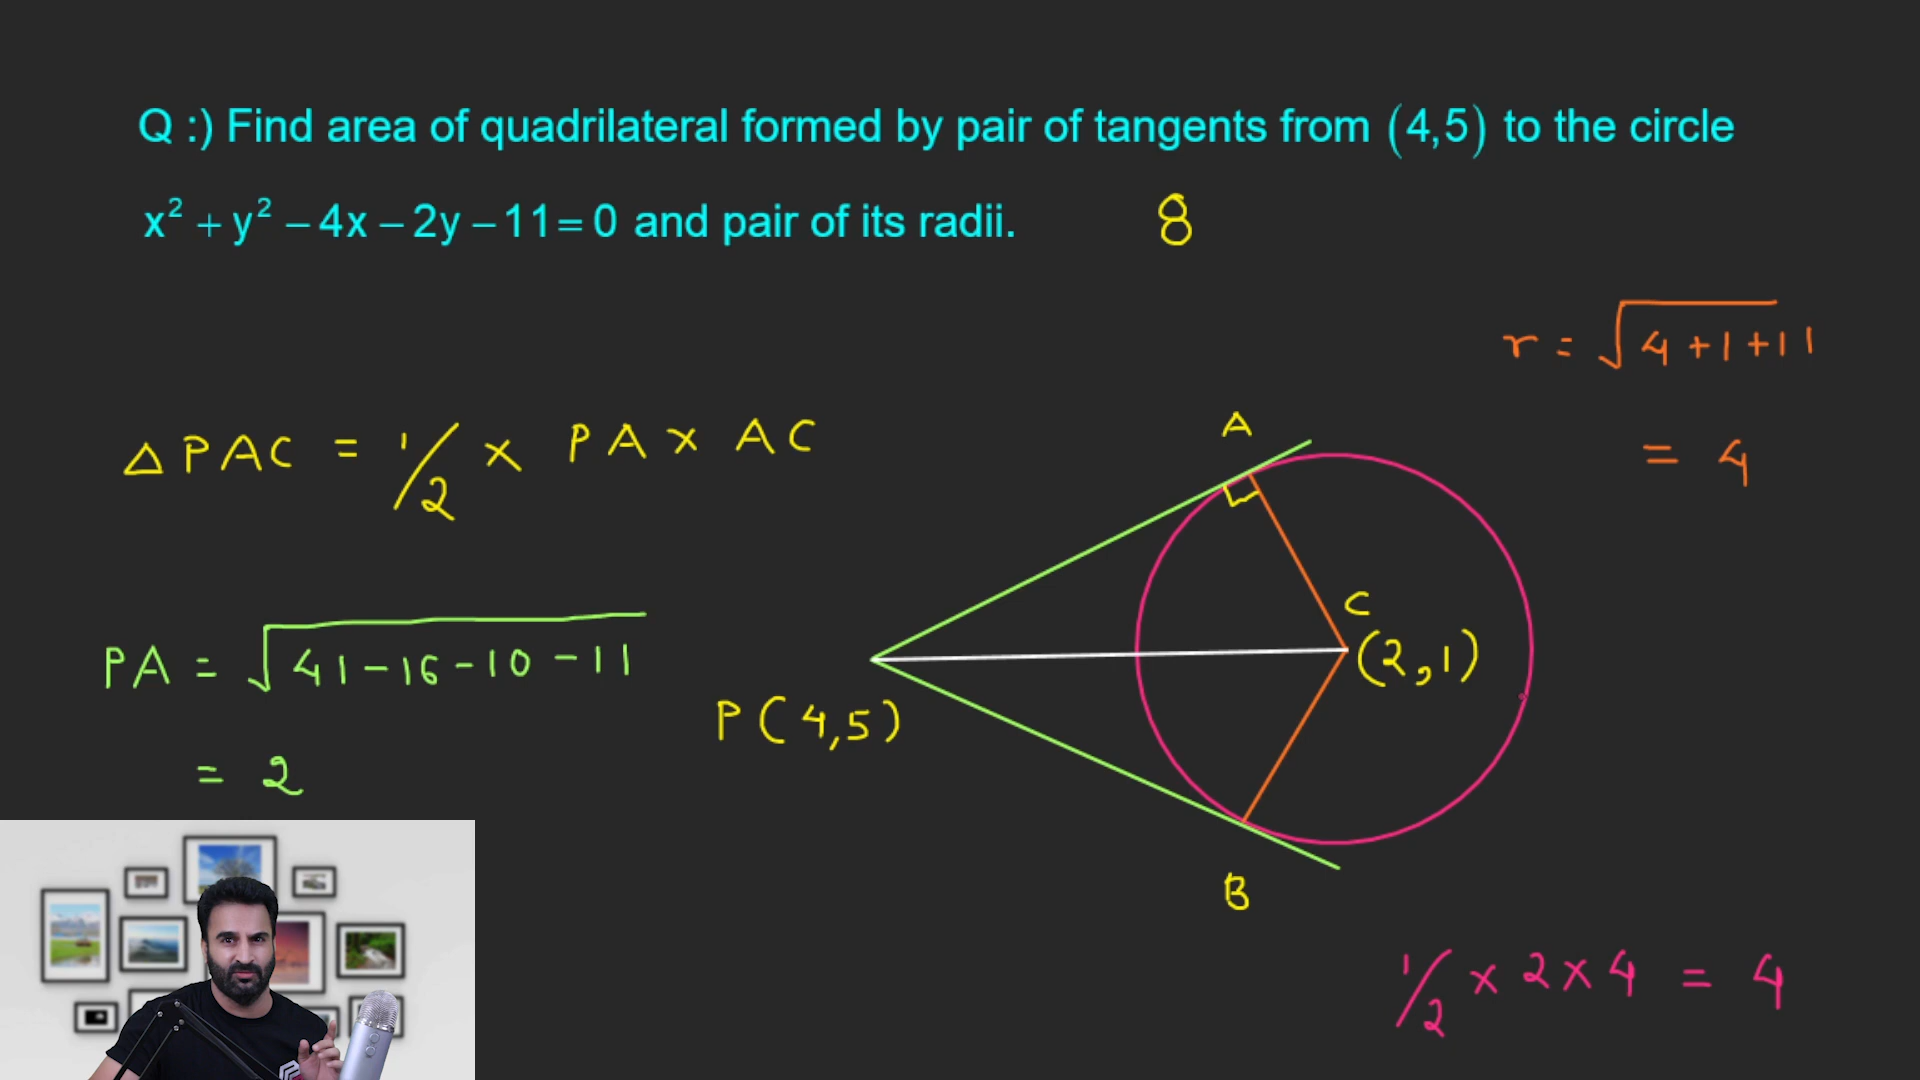 Q :) Find area of quadrilateral formed by pair of tangents from (4,5) to the circle
x² + y² – 4x – 2y – 11 = 0 and pair of its radii. 8
r = √4+1+11
= 4
A
△PAC = 1/2 × PA × AC
C
(2,1)
PA = √41-16-10-11
P(4,5)
= 2
B
1/2 × 2 × 4 = 4